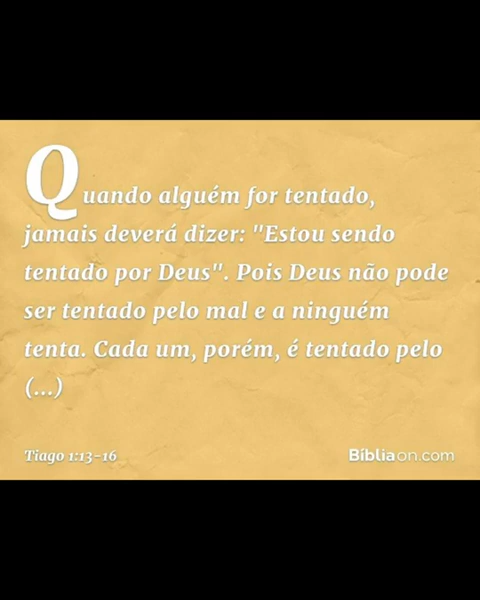 Quando alguém for tentado,
jamais deverá dizer: "Estou sendo
tentado por Deus". Pois Deus não pode
ser tentado pelo mal e a ninguém
tenta. Cada um, porém, é tentado pelo
(...)
Tiago 1:13-16
Bíbliaon.com